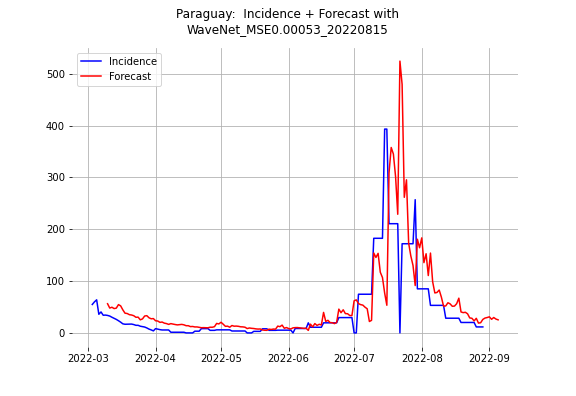 Paraguay: Incidence + Forecast with
WaveNet_MSE0.00053_20220815
Incidence
Forecast
500
400
300
200
100
0
2022-03 2022-04 2022-05 2022-06 2022-07 2022-08 2022-09